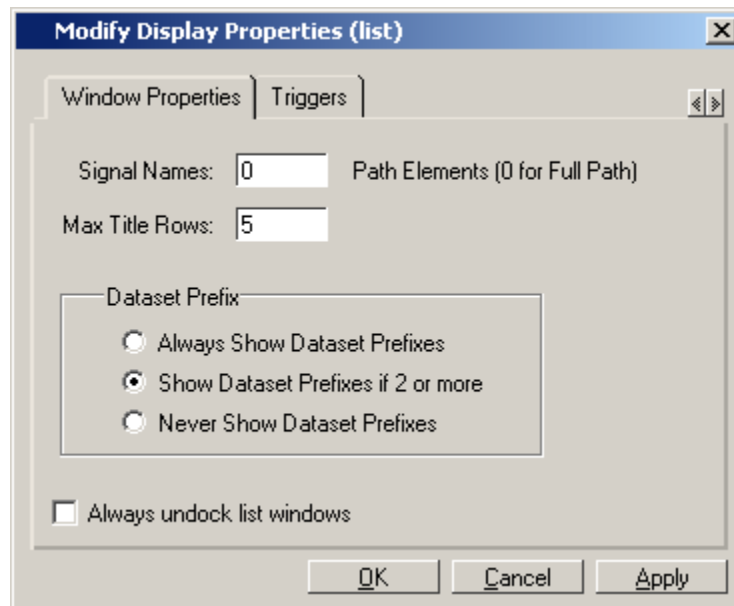 Modify Display Properties (list)
Window Properties Triggers
Signal Names: 0 Path Elements (0 for Full Path)
Max Title Rows: 5
Dataset Prefix
Always Show Dataset Prefixes
Show Dataset Prefixes if 2 or more
Never Show Dataset Prefixes
Always undock list windows
OK Cancel Apply